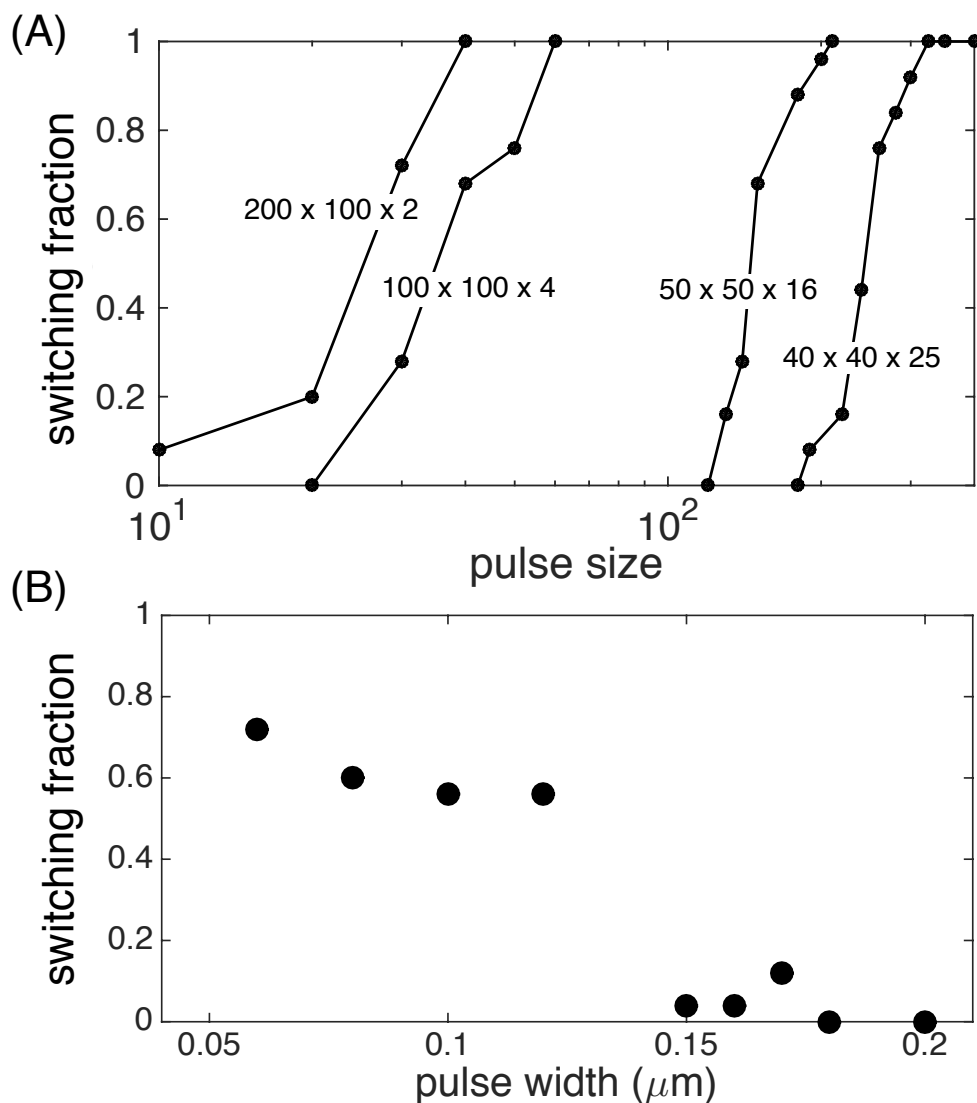 (A)
1
0.8
0.6
0.4
0.2
0
switching fraction
200 x 100 x 2
100 x 100 x 4
50 x 50 x 16
40 x 40 x 25
10¹
10²
pulse size
(B)
1
0.8
0.6
0.4
0.2
0
switching fraction
0.05
0.1
0.15
0.2
pulse width (μm)